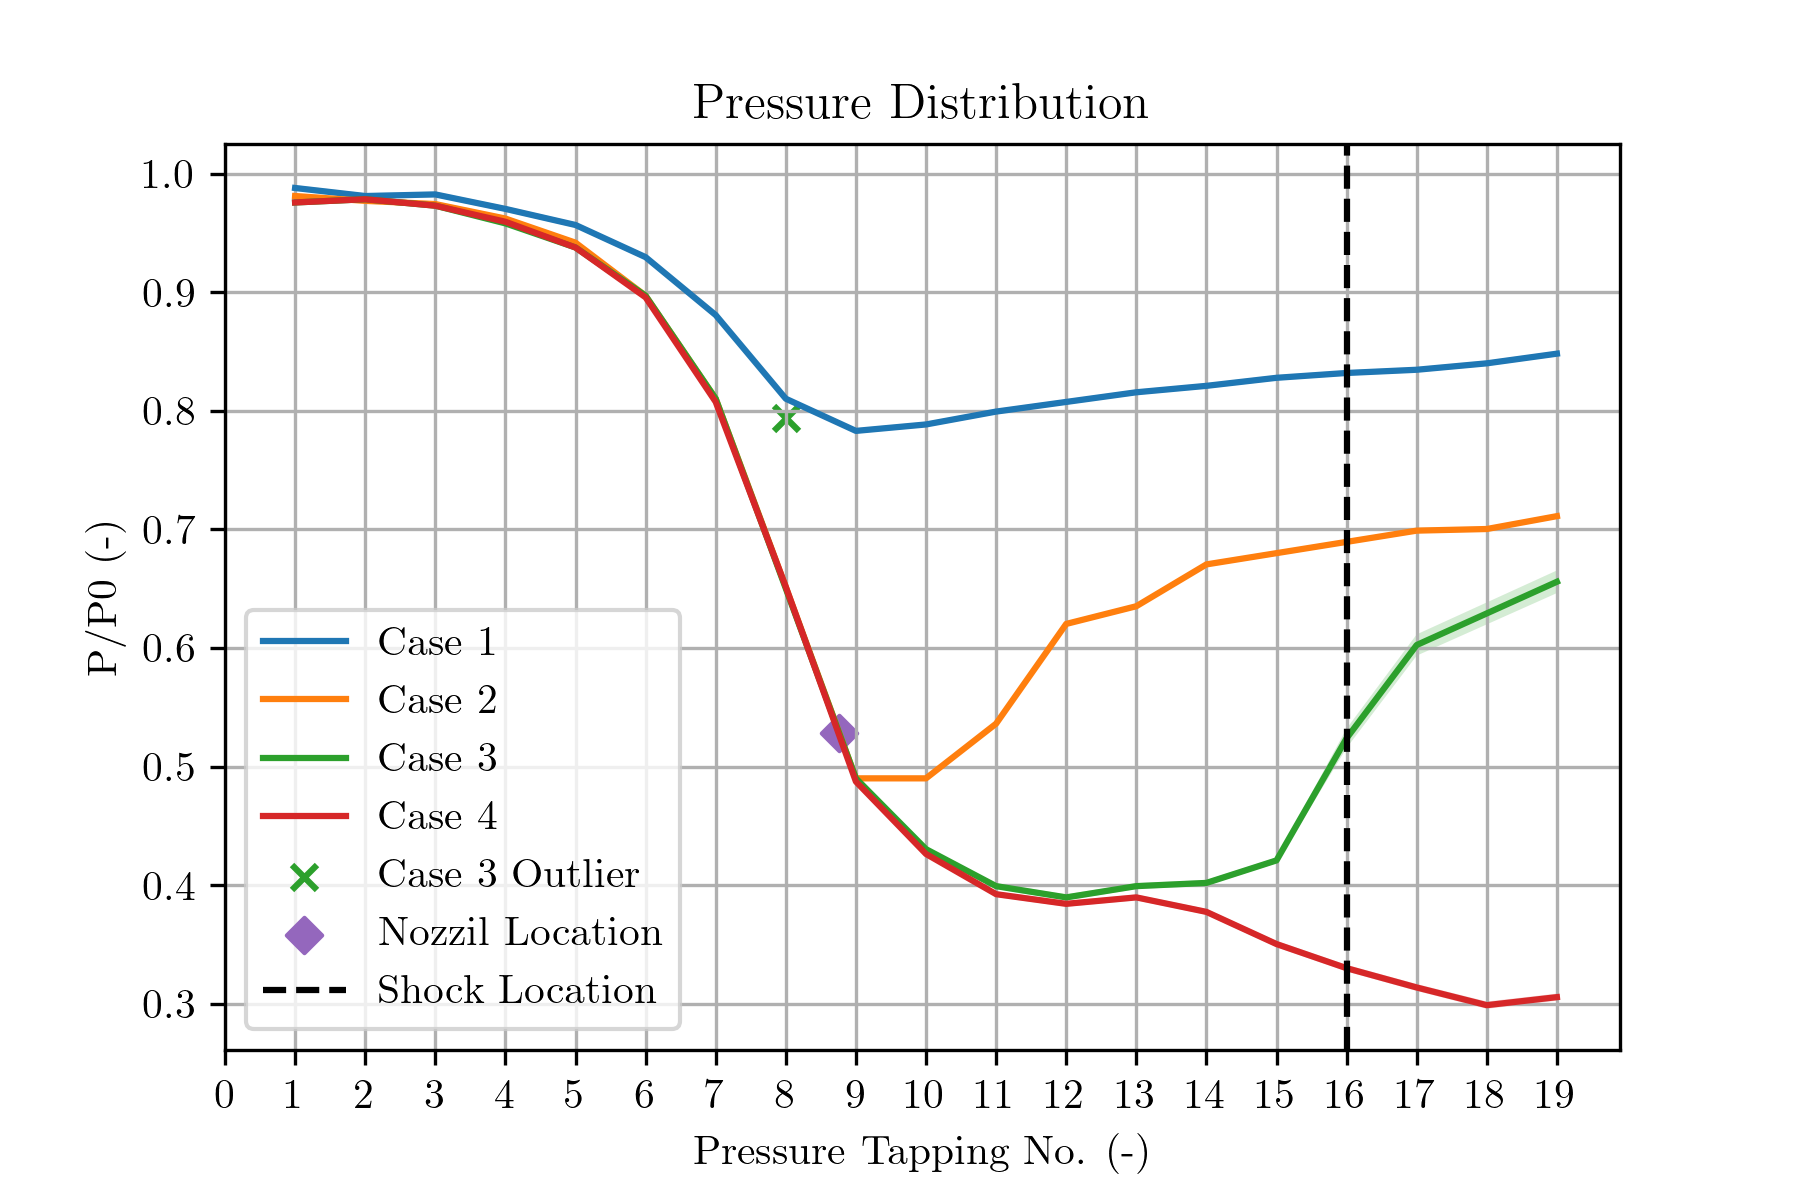 Pressure Distribution
1.0
0.9
0.8
0.7
0.6
0.5
0.4
0.3
P/P0 (-)
Case 1
Case 2
Case 3
Case 4
Case 3 Outlier
Nozzil Location
Shock Location
0 1 2 3 4 5 6 7 8 9 10 11 12 13 14 15 16 17 18 19
Pressure Tapping No. (-)